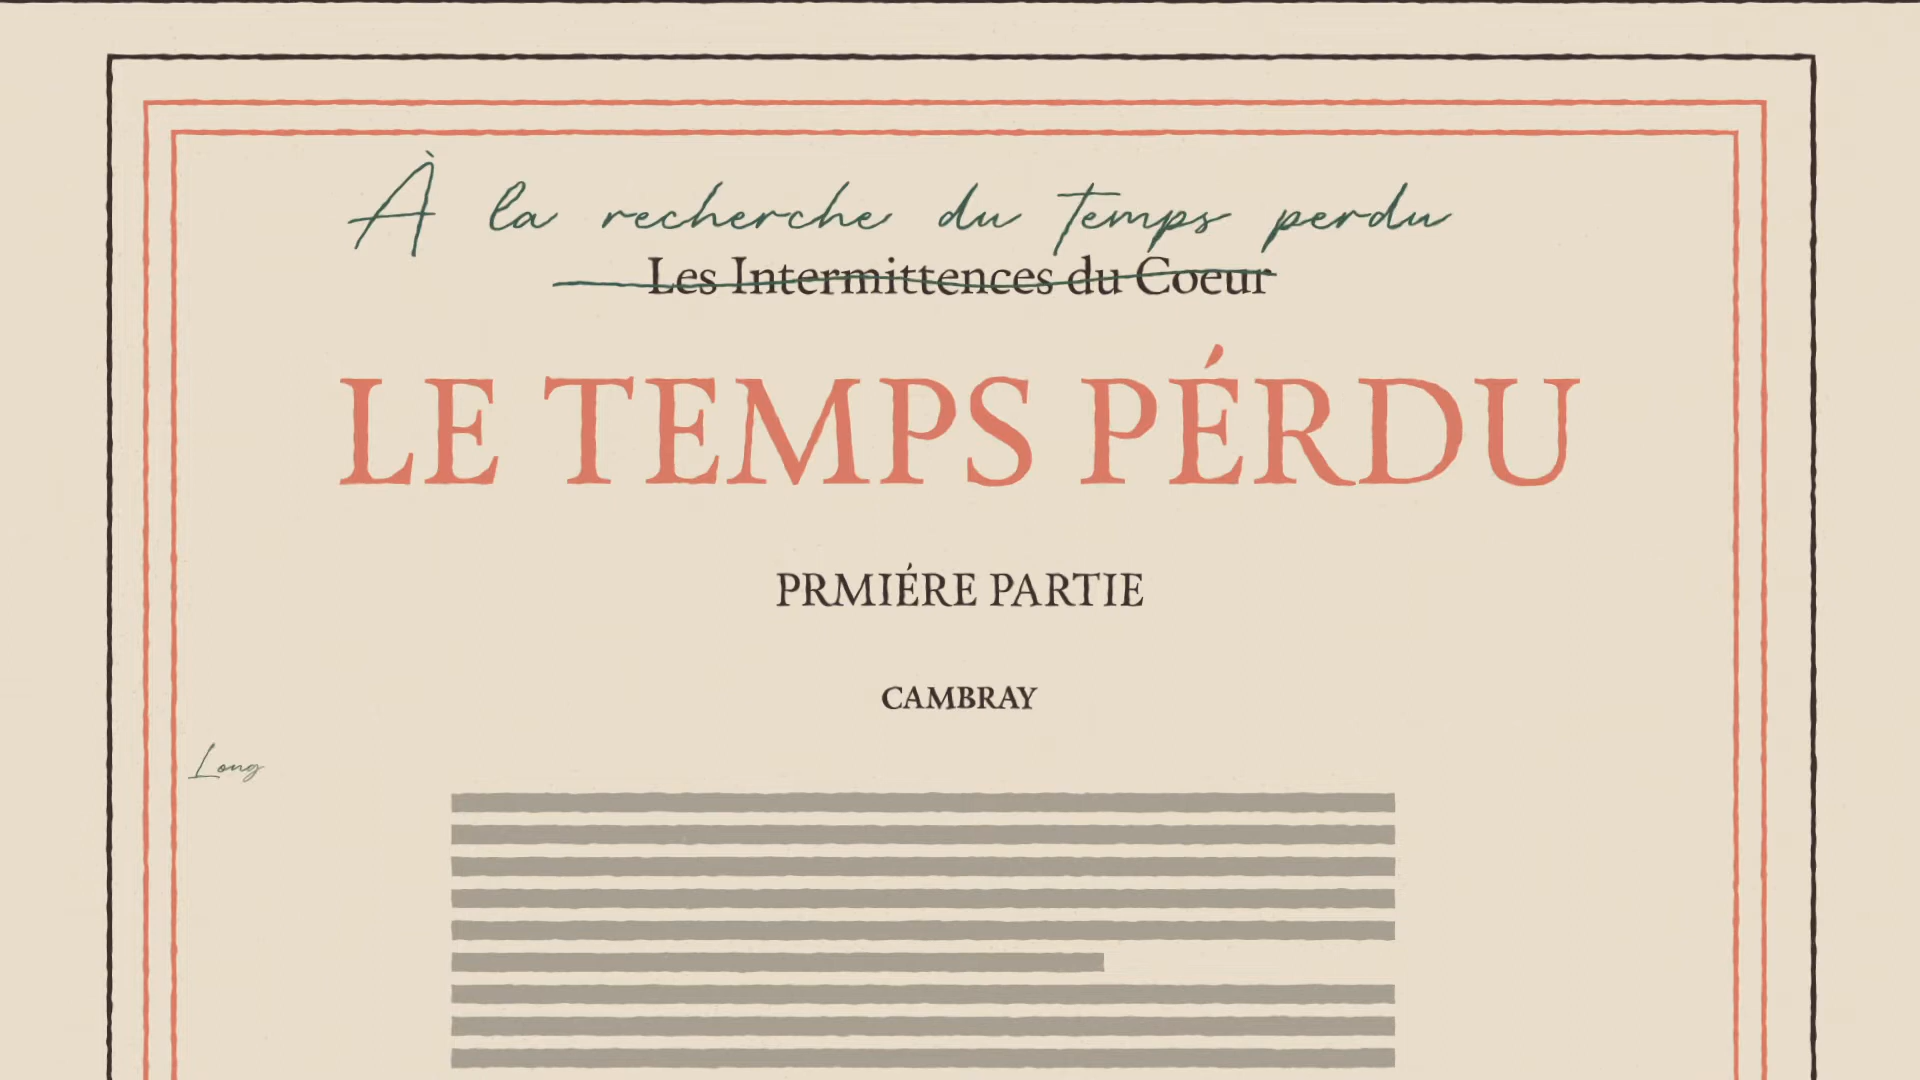 À la recherche du temps perdu
Les Intermittences du Coeur
LE TEMPS PÉRDU
PRMIÉRE PARTIE
CAMBRAY
Long